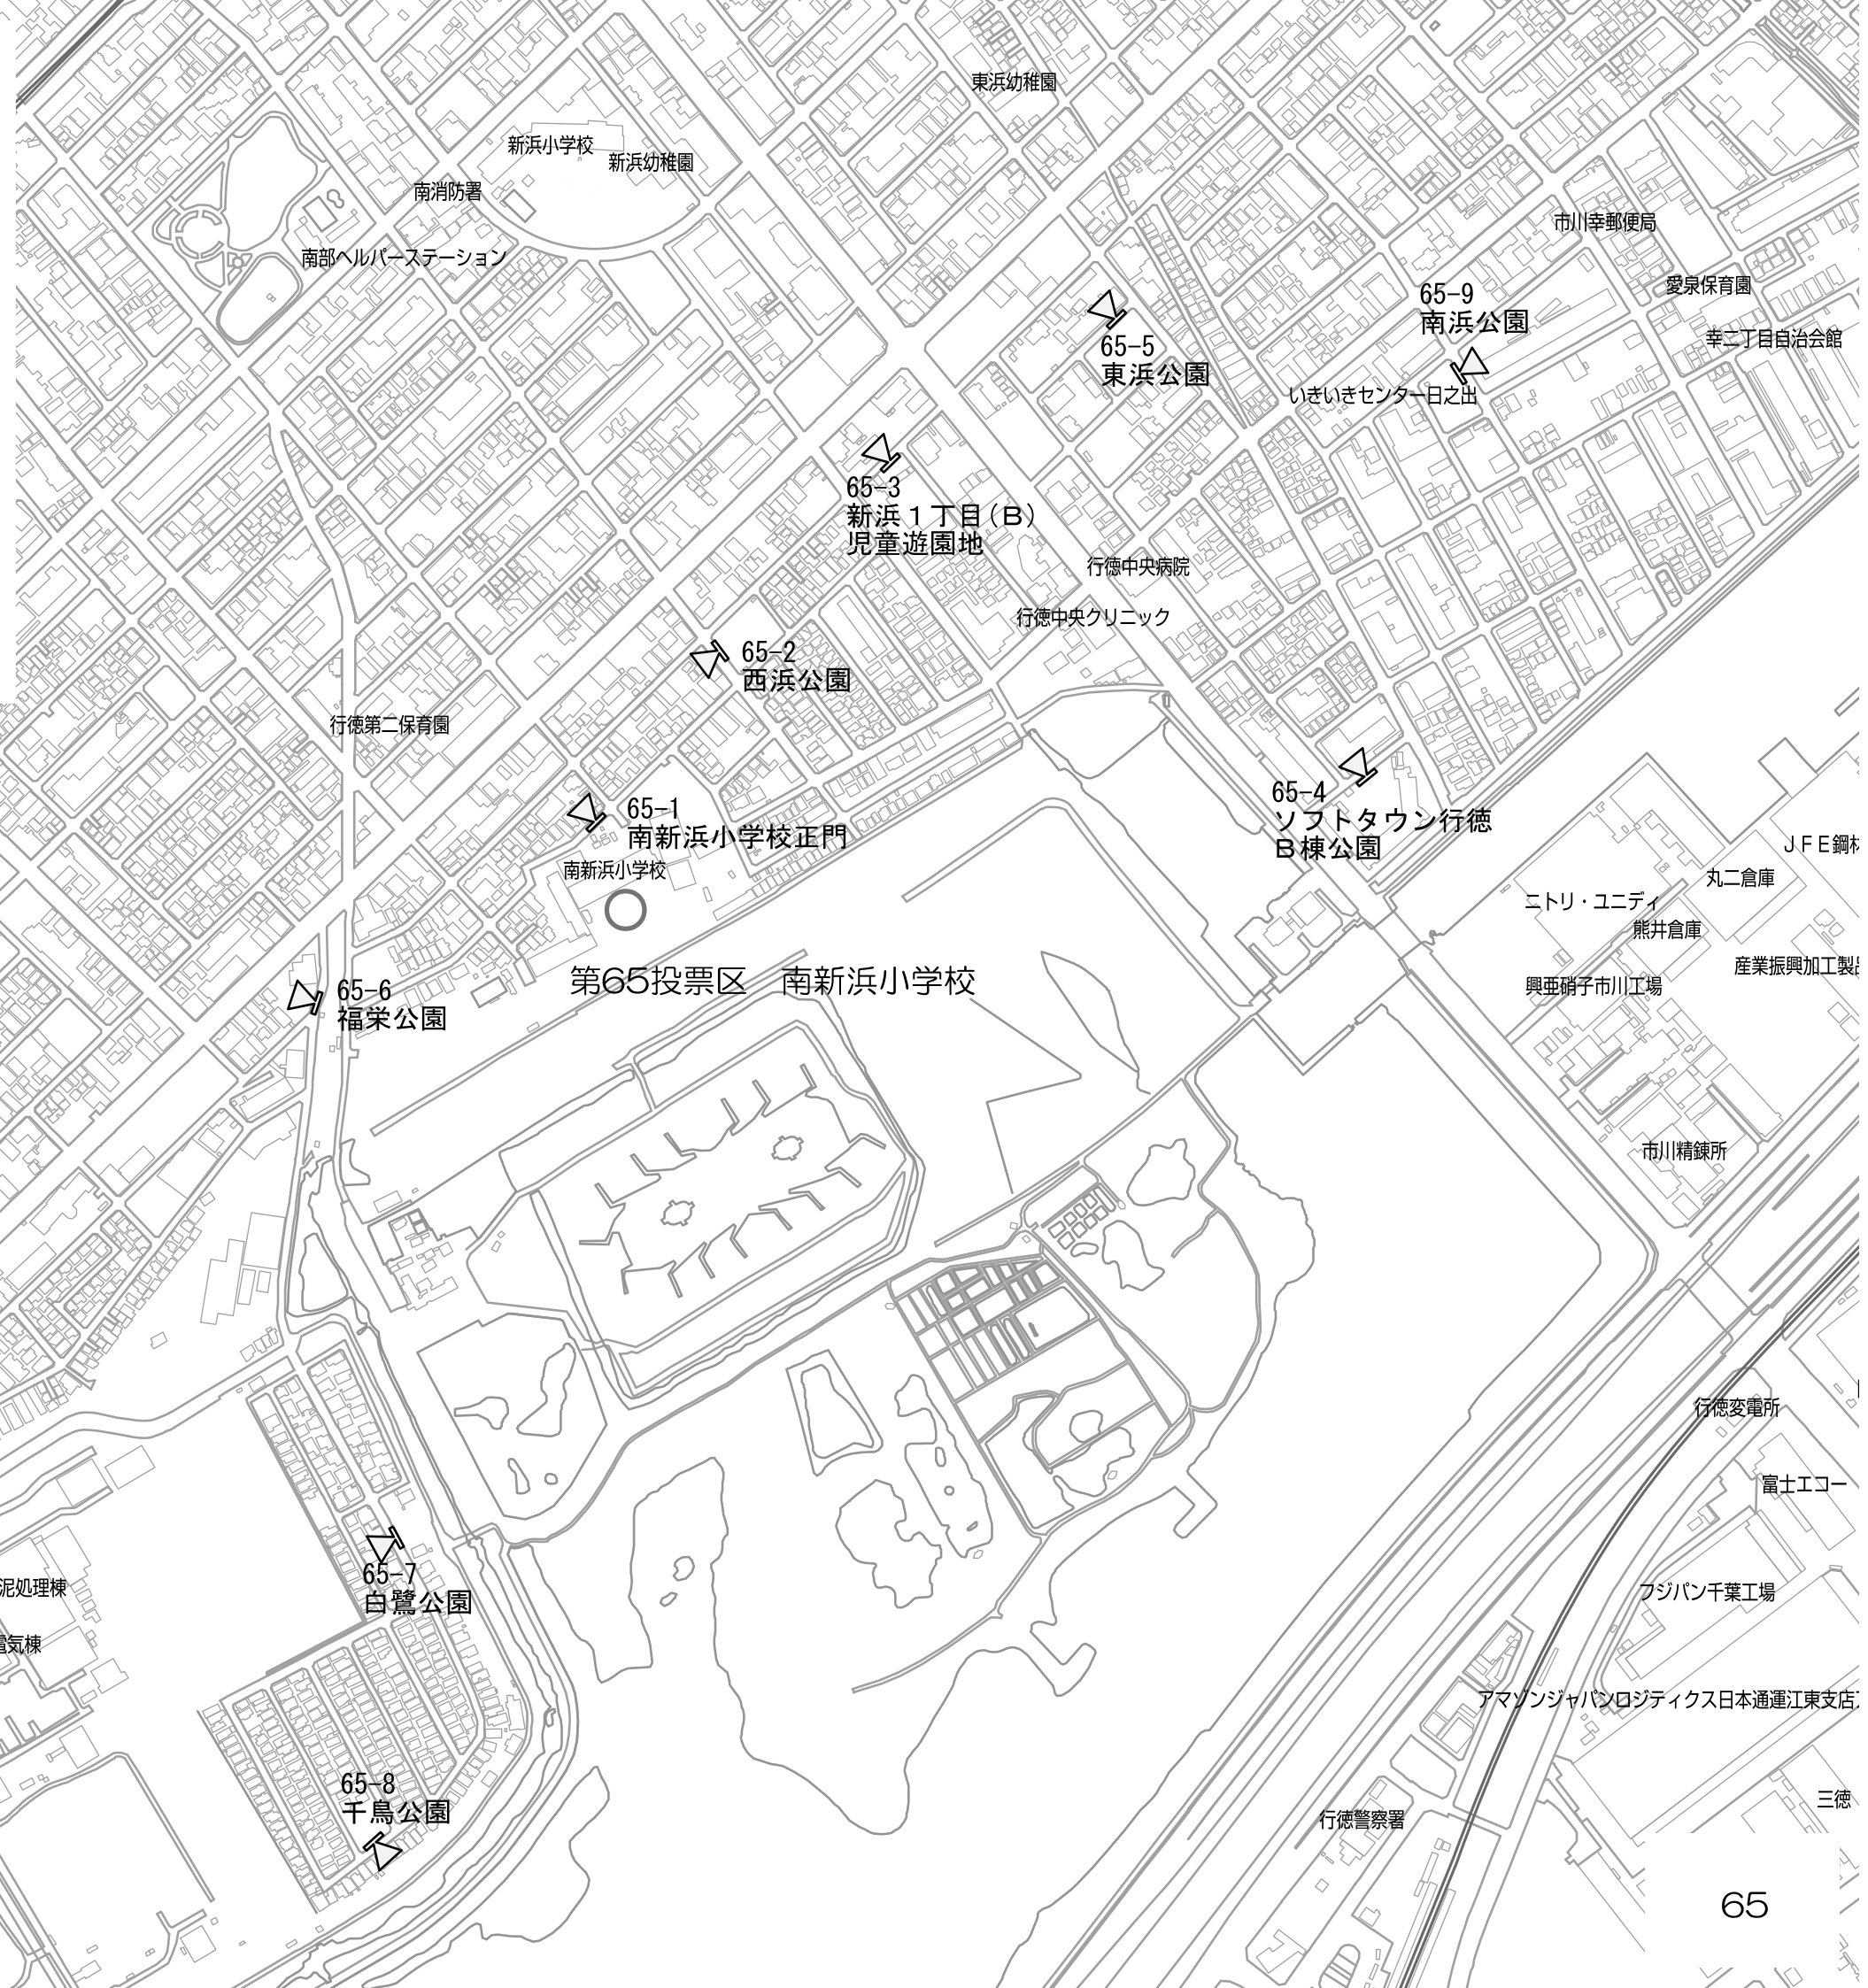 東浜幼稚園
新浜小学校
新浜幼稚園
南消防署
市川幸郵便局
南部ヘルパーステーション
愛泉保育園
65-9
南浜公園
幸二丁目自治会館
65-5
東浜公園
いきいきセンター日之出
65-3
新浜1丁目(B)
児童遊園地
行徳中央病院
行徳中央クリニック
65-2
西浜公園
行徳第二保育園
65-4
ソフトタウン行徳
B棟公園
65-1
南新浜小学校正門
南新浜小学校
JFE鋼材
丸二倉庫
ニトリ・ユニディ
熊井倉庫
産業振興加工製品
興亜硝子市川工場
第65投票区　南新浜小学校
65-6
福栄公園
市川精錬所
行徳変電所
富士エコー
65-7
白鷺公園
泥処理棟
フジパン千葉工場
電気棟
アマゾンジャパンロジティクス日本通運江東支店
65-8
千鳥公園
三徳
行徳警察署
65